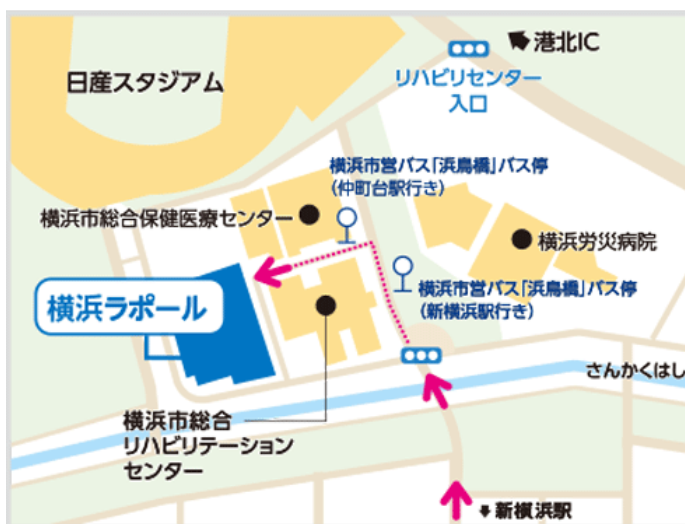 港北IC
日産スタジアム
リハビリセンター
入口
横浜市営バス「浜鳥橋」バス停
(仲町台駅行き)
横浜市総合保健医療センター
横浜労災病院
横浜市営バス「浜鳥橋」バス停
(新横浜駅行き)
横浜ラポール
さんかくはし
横浜市総合
リハビリテーション
センター
新横浜駅